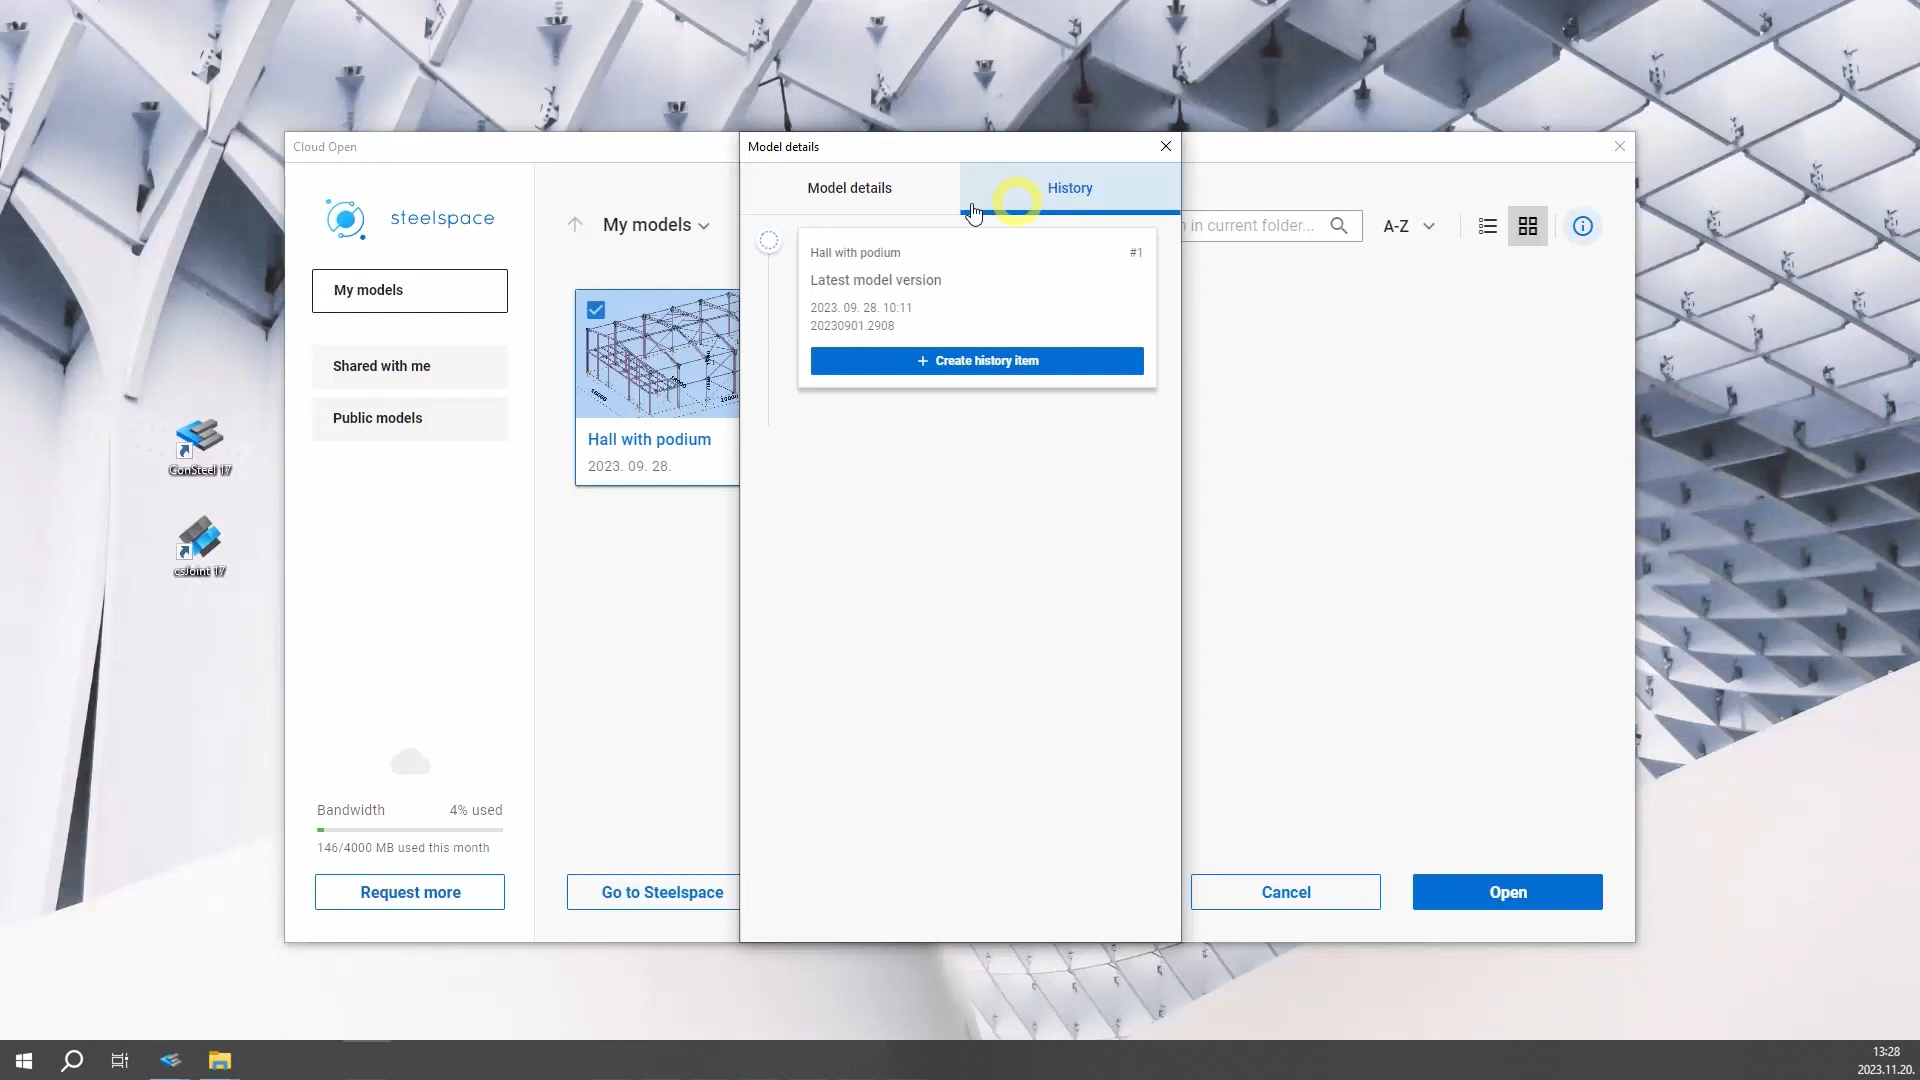 Cloud Open
steelspace
My models
Shared with me
Public models
Bandwidth 4% used
146/4000 MB used this month
Request more
My models
Hall with podium
2023. 09. 28.
Go to Steelspace
Model details
Model details
History
Hall with podium #1
Latest model version
2023. 09. 28. 10:11
20230901.2908
+ Create history item
in current folder...
A-Z
Cancel
Open
ConSteel 17
csJoint 17
13:28
2023.11.20.